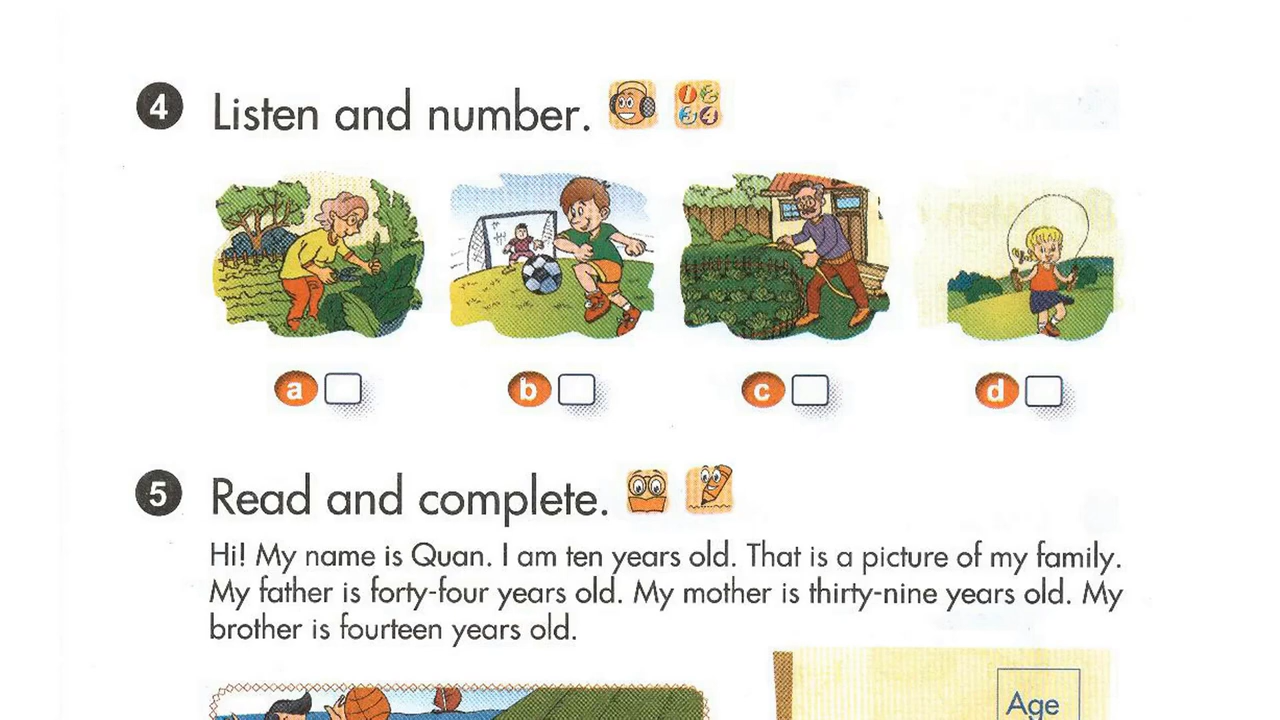 4 Listen and number.
a b c d
5 Read and complete.
Hi! My name is Quan. I am ten years old. That is a picture of my family.
My father is forty-four years old. My mother is thirty-nine years old. My
brother is fourteen years old.
Age